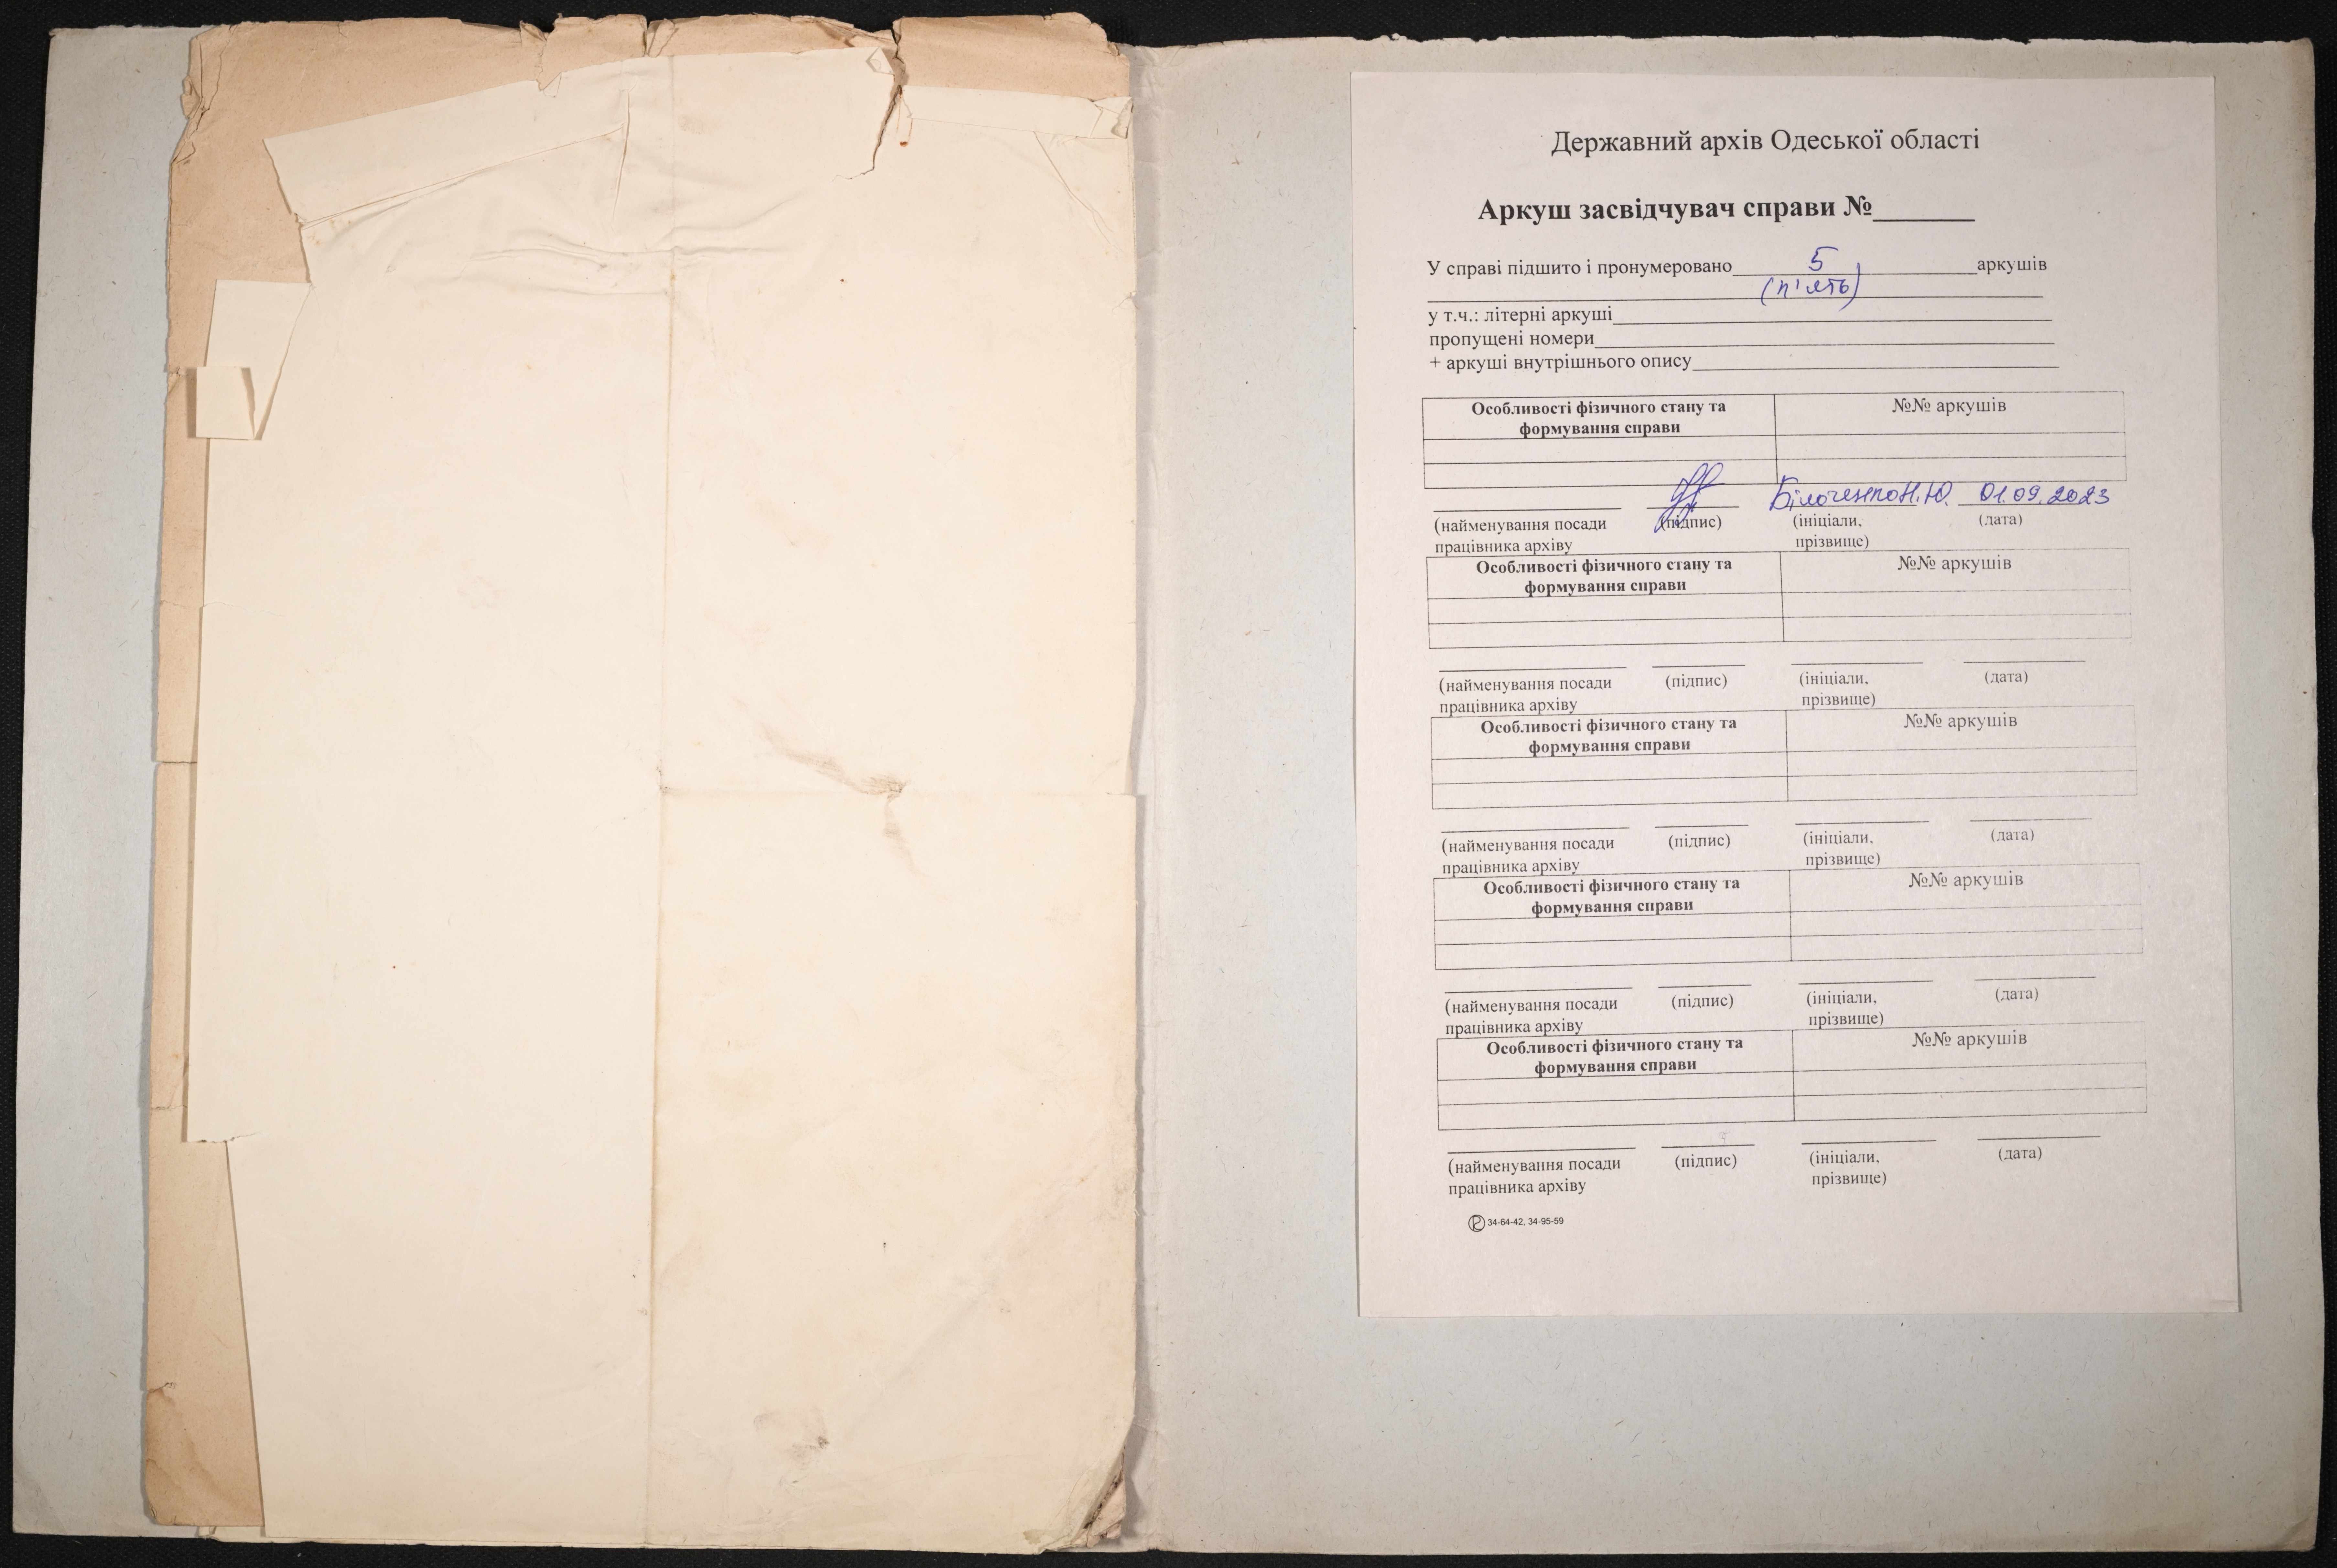 Державний архів Одеської області
Аркуш засвідчувач справи №_______
У справі підшито і пронумеровано 5 аркушів
(п'ять)
у т.ч.: літерні аркуші
пропущені номери
+ аркуші внутрішнього опису
Особливості фізичного стану та №№ аркушів
формування справи
Н.Ю. 01.09.2023
(найменування посади (підпис) (ініціали, (дата)
працівника архіву прізвище)
Особливості фізичного стану та №№ аркушів
формування справи
(найменування посади (підпис) (ініціали, (дата)
працівника архіву прізвище)
Особливості фізичного стану та №№ аркушів
формування справи
(найменування посади (підпис) (ініціали, (дата)
працівника архіву прізвище)
Особливості фізичного стану та №№ аркушів
формування справи
(найменування посади (підпис) (ініціали, (дата)
працівника архіву прізвище)
Особливості фізичного стану та №№ аркушів
формування справи
(найменування посади (підпис) (ініціали, (дата)
працівника архіву прізвище)
34-64-42, 34-95-59